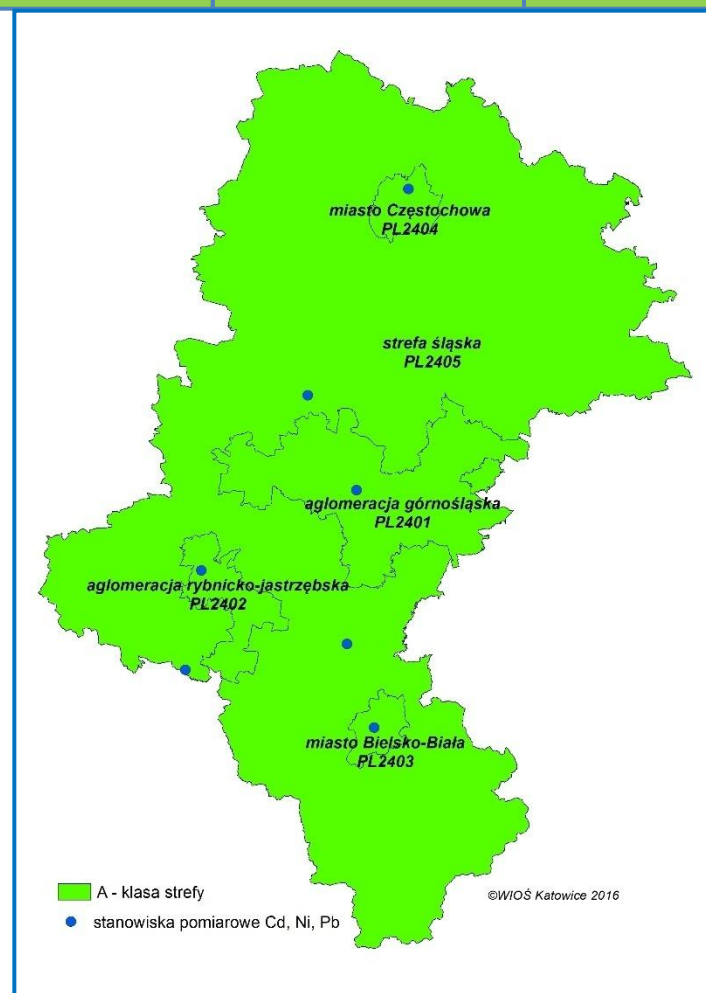 miasto Częstochowa
PL2404
strefa śląska
PL2405
aglomeracja górnośląska
PL2401
aglomeracja rybnicko-jastrzębska
PL2402
miasto Bielsko-Biała
PL2403
A - klasa strefy
©WIOŚ Katowice 2016
stanowiska pomiarowe Cd, Ni, Pb